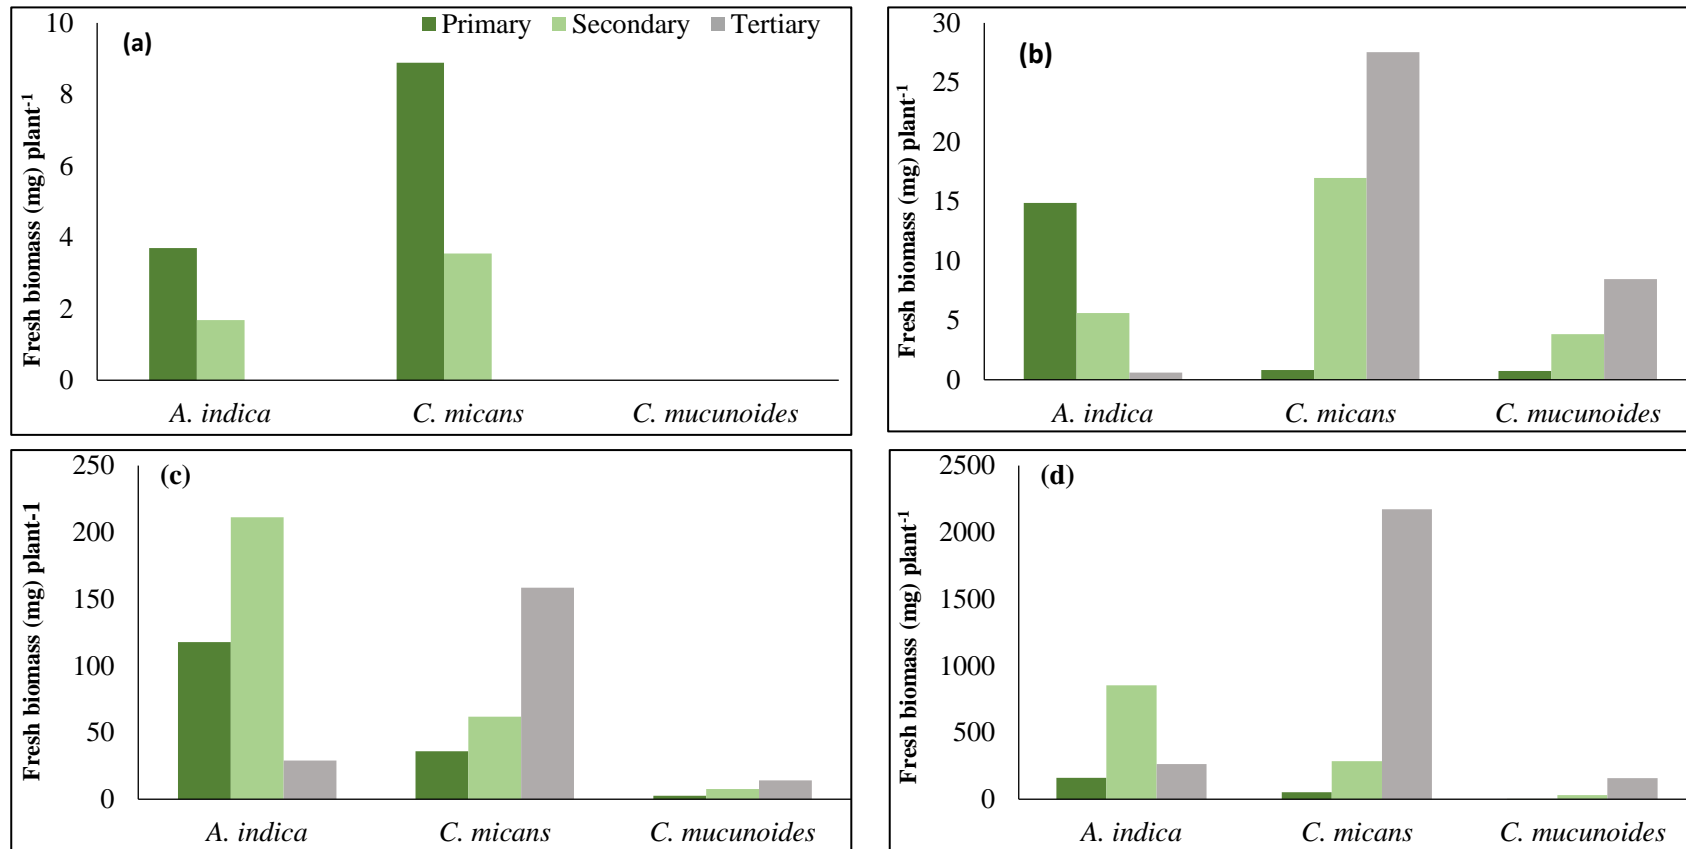 (a)
Primary Secondary Tertiary
Fresh biomass (mg) plant-1
10
8
6
4
2
0
A. indica C. micans C. mucunoides
(b)
Fresh biomass (mg) plant-1
30
25
20
15
10
5
0
A. indica C. micans C. mucunoides
(c)
Fresh biomass (mg) plant-1
250
200
150
100
50
0
A. indica C. micans C. mucunoides
(d)
Fresh biomass (mg) plant-1
2500
2000
1500
1000
500
0
A. indica C. micans C. mucunoides